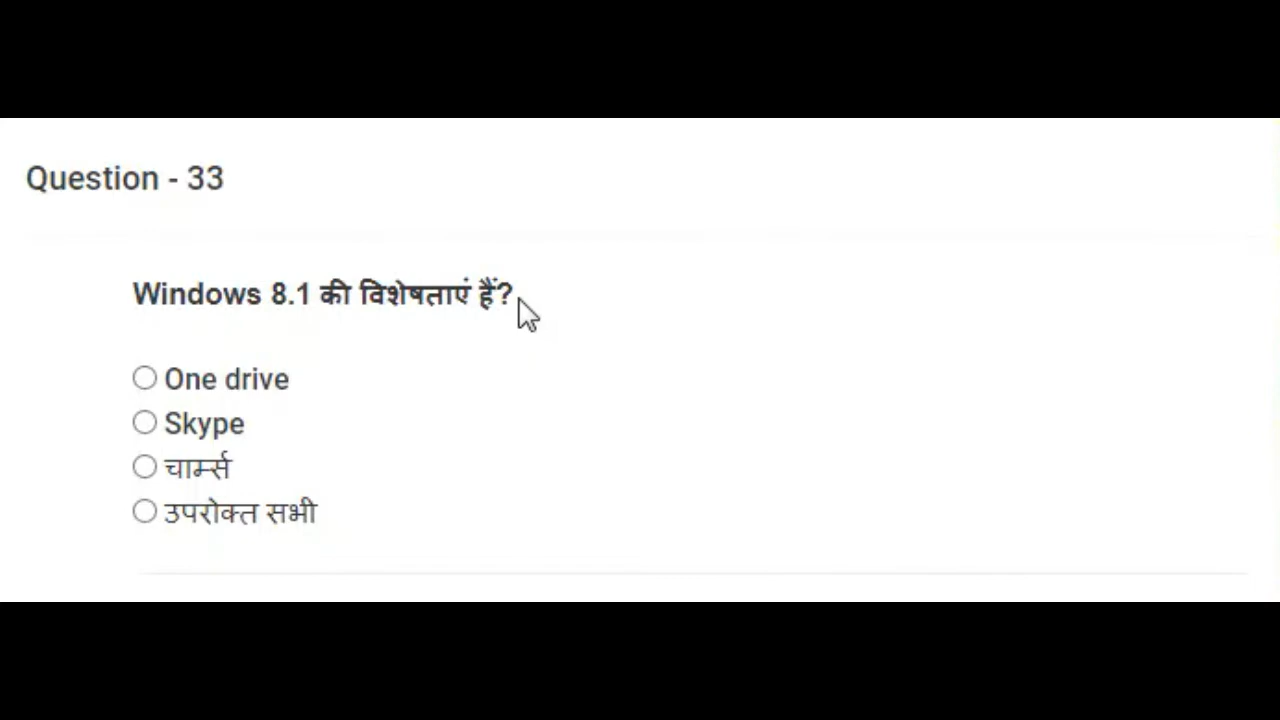 Question - 33
Windows 8.1 की विशेषताएं हैं?
One drive
Skype
चार्म्स
उपरोक्त सभी